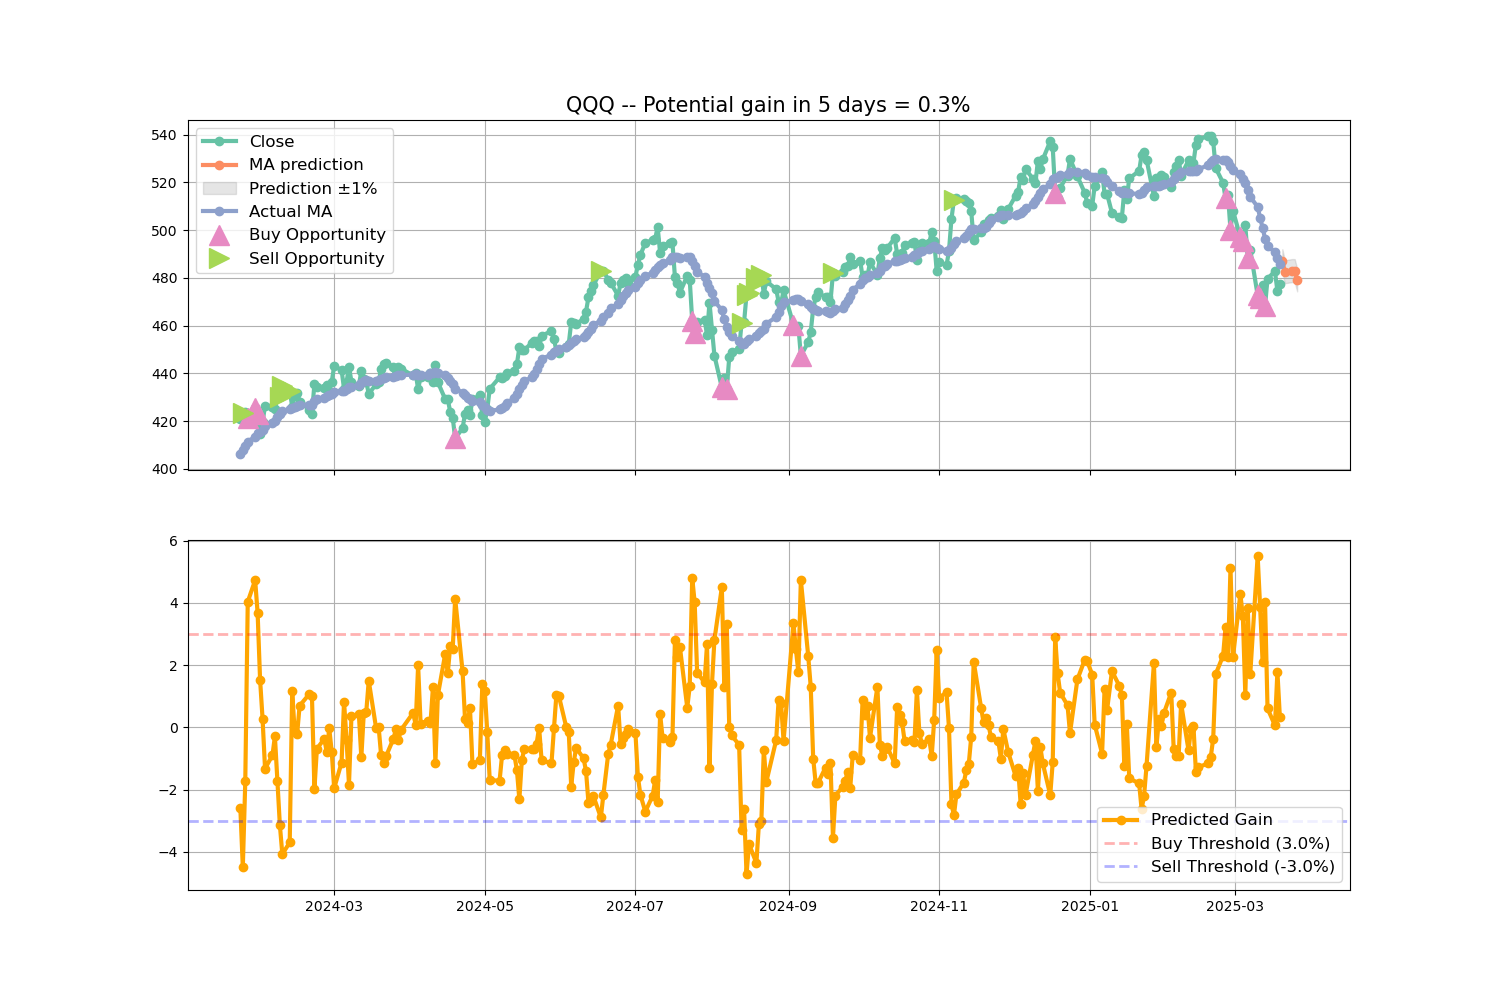 QQQ -- Potential gain in 5 days = 0.3%
540
520
500
480
460
440
420
400
Close
MA prediction
Prediction ±1%
Actual MA
Buy Opportunity
Sell Opportunity
6
4
2
0
−2
−4
Predicted Gain
Buy Threshold (3.0%)
Sell Threshold (-3.0%)
2024-03
2024-05
2024-07
2024-09
2024-11
2025-01
2025-03